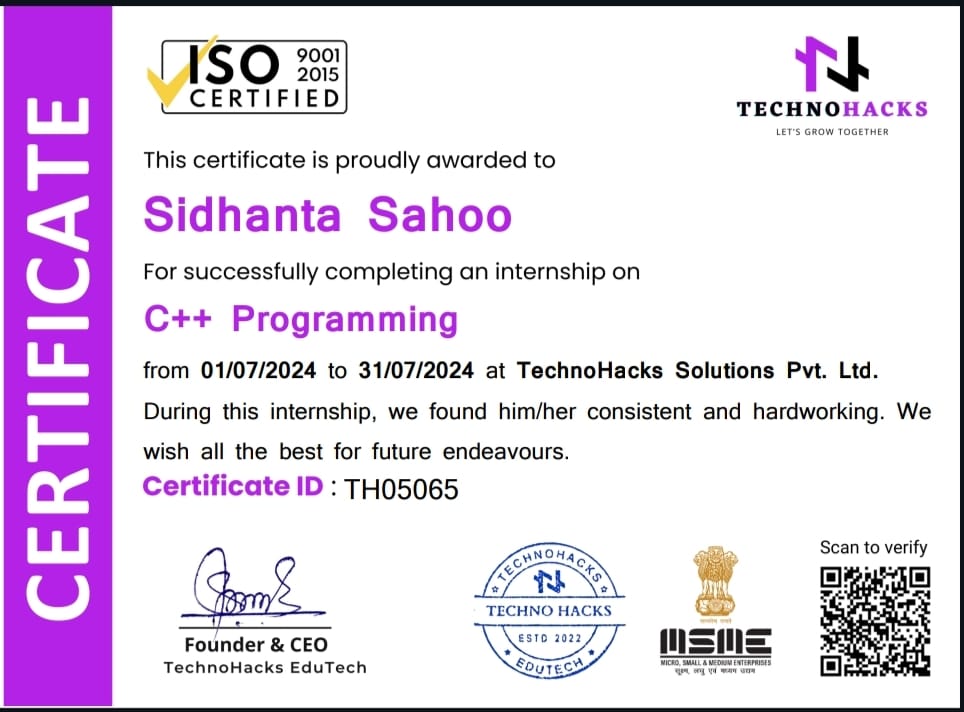 CERTIFICATE
ISO 9001
2015
CERTIFIED
TECHNOHACKS
LET'S GROW TOGETHER
This certificate is proudly awarded to
Sidhanta Sahoo
For successfully completing an internship on
C++ Programming
from 01/07/2024 to 31/07/2024 at TechnoHacks Solutions Pvt. Ltd.
During this internship, we found him/her consistent and hardworking. We
wish all the best for future endeavours.
Certificate ID : TH05065
Founder & CEO
TechnoHacks EduTech
TECHNOHACKS
TECHNO HACKS
ESTD 2022
EDUTECH
सत्यमेव जयते
MSME
MICRO, SMALL & MEDIUM ENTERPRISES
सूक्ष्म, लघु एवं मध्यम उद्यम
Scan to verify